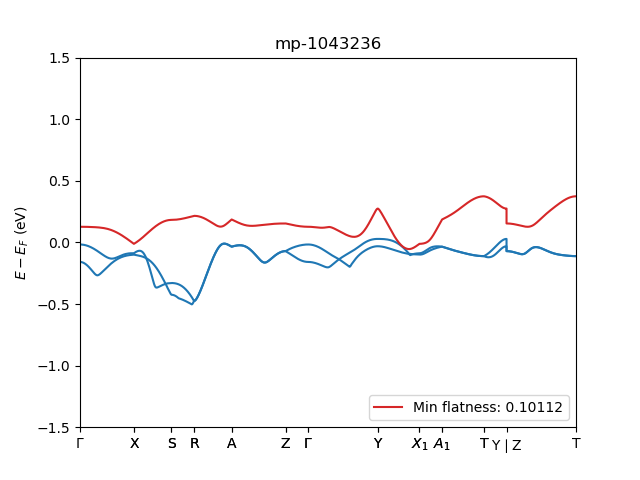 mp-1043236
1.5
1.0
0.5
0.0
−0.5
−1.0
−1.5
E − E_F (eV)
Min flatness: 0.10112
Γ X S R A Z Γ Y X₁ A₁ T Y | Z T